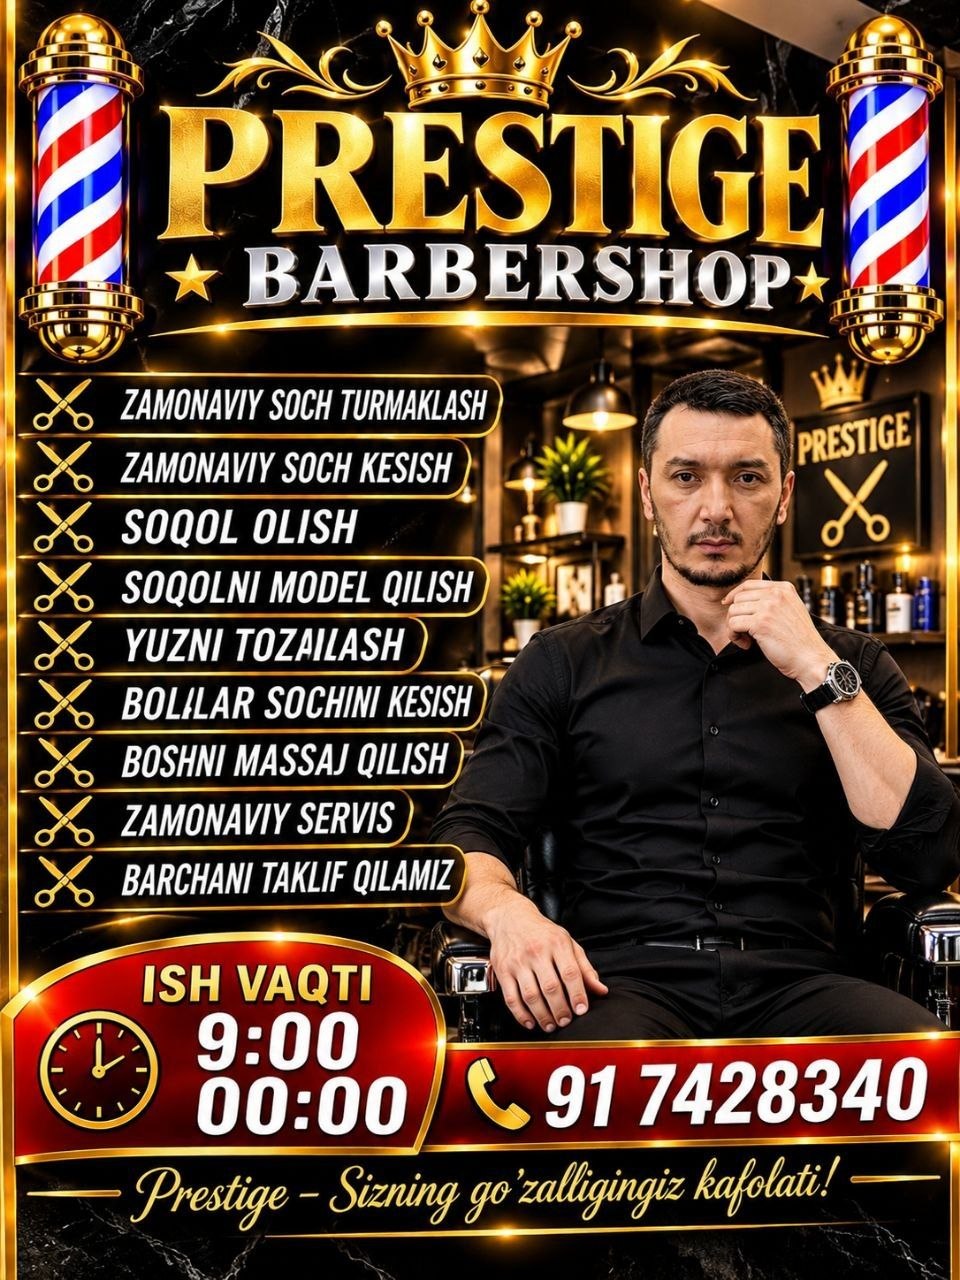 PRESTIGE
BARBERSHOP
ZAMONAVIY SOCH TURMAKLASH
ZAMONAVIY SOCH KESISH
SOQOL OLISH
SOQOLNI MODEL QILISH
YUZNI TOZAILASH
BOLALAR SOCHINI KESISH
BOSHNI MASSAJ QILISH
ZAMONAVIY SERVIS
BARCHANI TAKLIF QILAMIZ
PRESTIGE
ISH VAQTI
9:00
00:00
91 7428340
Prestige – Sizning go'zalligingiz kafolati!